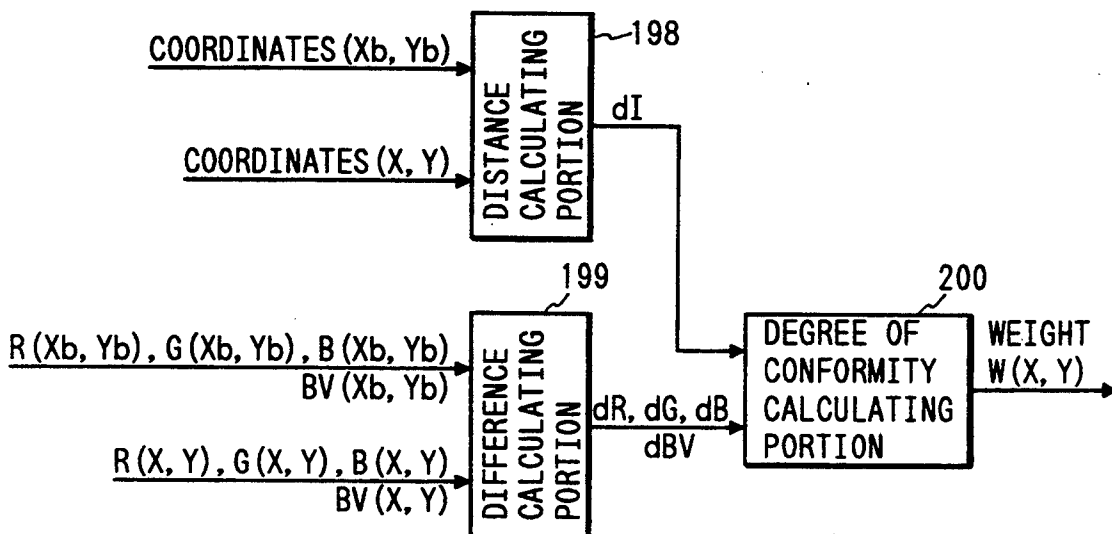 198
COORDINATES(Xb, Yb)
COORDINATES(X, Y)
DISTANCE
CALCULATING
PORTION
dI
199
R(Xb, Yb), G(Xb, Yb), B(Xb, Yb)
BV(Xb, Yb)
R(X, Y), G(X, Y), B(X, Y)
BV(X, Y)
DIFFERENCE
CALCULATING
PORTION
dR, dG, dB
dBV
200
DEGREE OF
CONFORMITY
CALCULATING
PORTION
WEIGHT
W(X, Y)